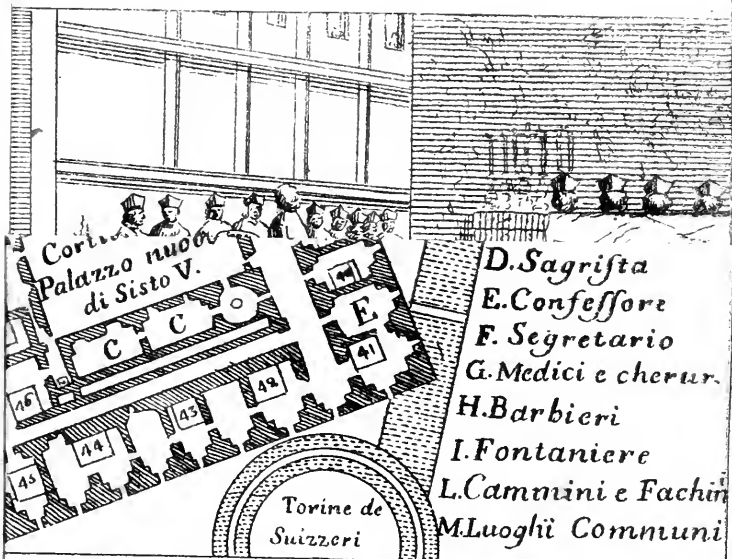 Palazzo nuovo
di Sisto V.
C
C
E
41
42
43
44
45
46
Torine de
Suizzeri
D.Sagriſta
E.Confeſſore
F. Segretario
G.Medici e cherur.
H.Barbieri
I.Fontaniere
L.Cammini e Fachin
M.Luoghi Communi